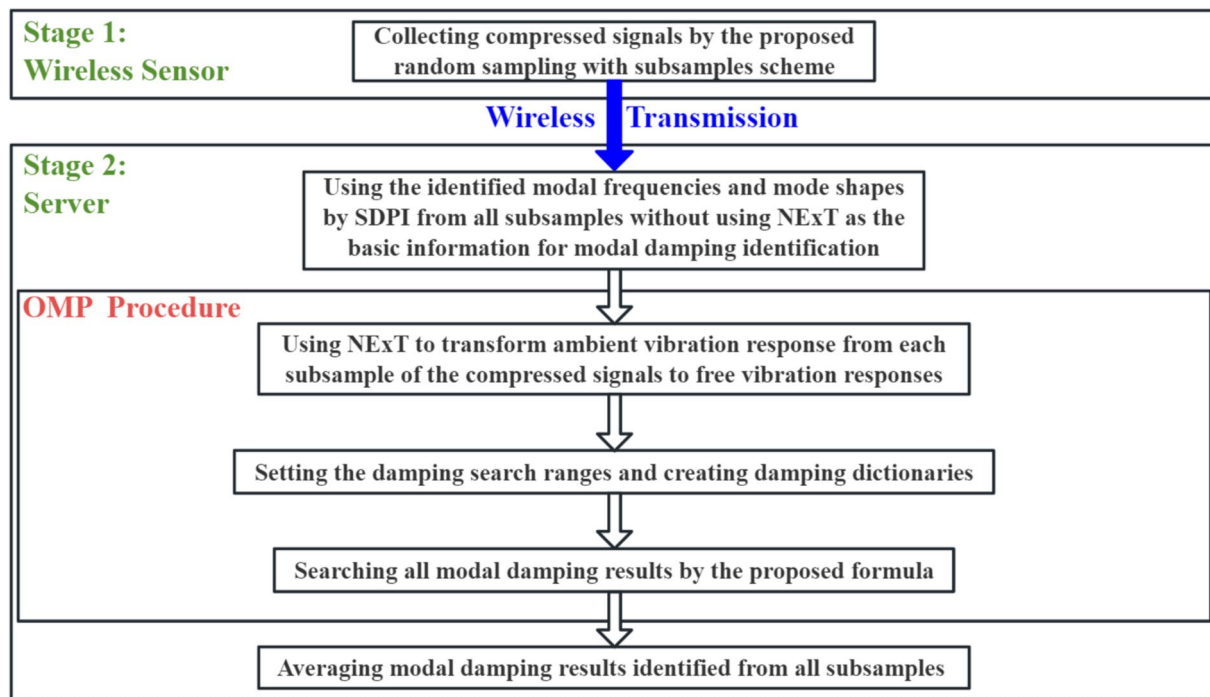 Stage 1:
Wireless Sensor
Collecting compressed signals by the proposed
random sampling with subsamples scheme
Wireless Transmission
Stage 2:
Server
Using the identified modal frequencies and mode shapes
by SDPI from all subsamples without using NExT as the
basic information for modal damping identification
OMP Procedure
Using NExT to transform ambient vibration response from each
subsample of the compressed signals to free vibration responses
Setting the damping search ranges and creating damping dictionaries
Searching all modal damping results by the proposed formula
Averaging modal damping results identified from all subsamples